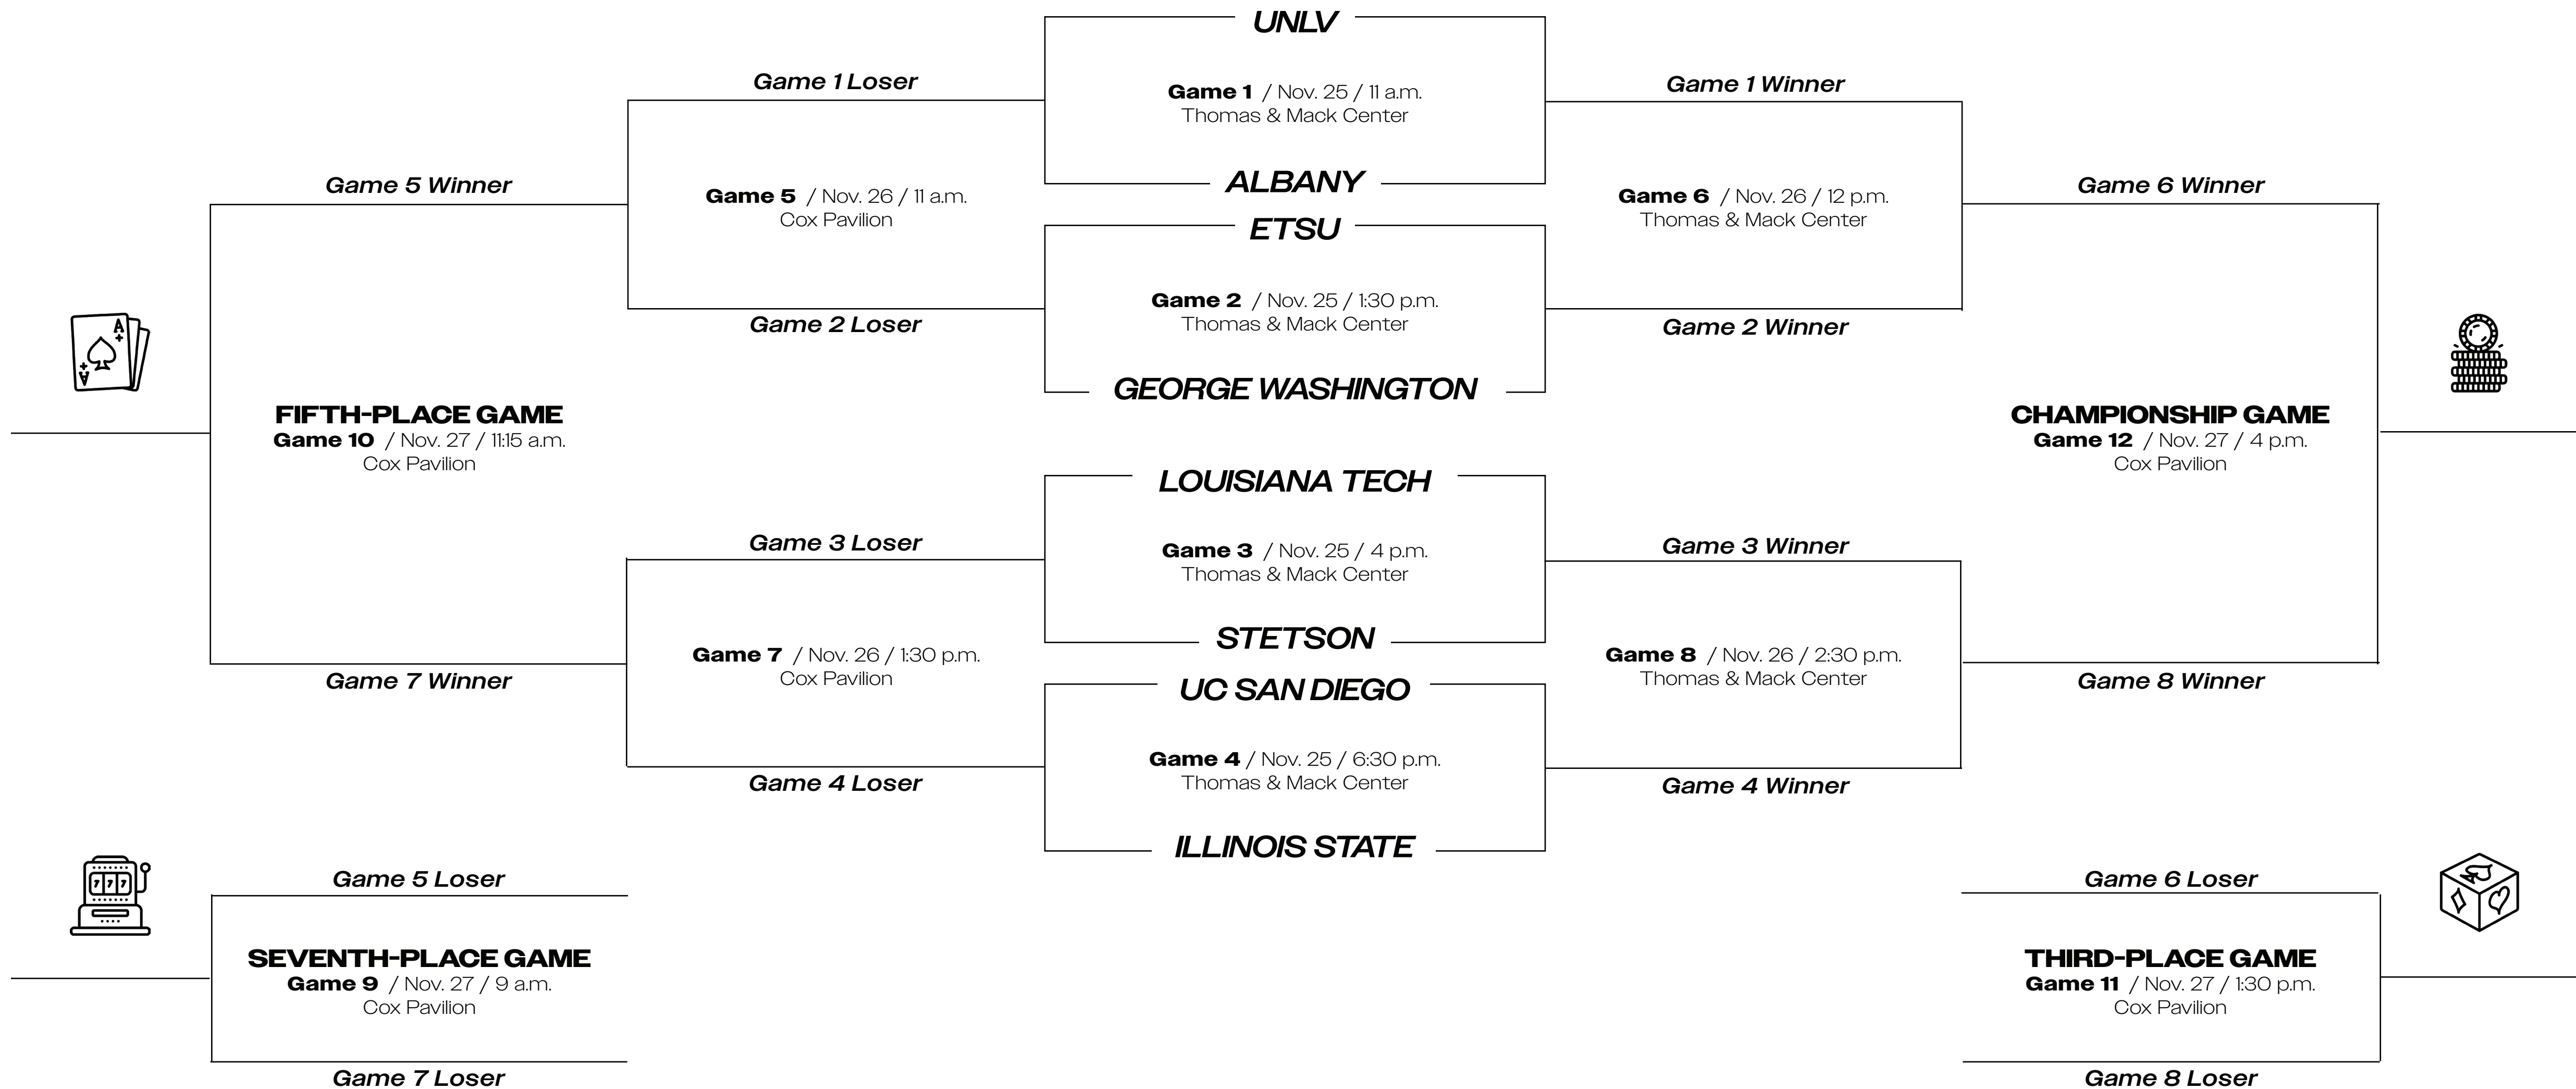 UNLV
Game 1 / Nov. 25 / 11 a.m.
Thomas & Mack Center
ALBANY
ETSU
Game 2 / Nov. 25 / 1:30 p.m.
Thomas & Mack Center
GEORGE WASHINGTON
LOUISIANA TECH
Game 3 / Nov. 25 / 4 p.m.
Thomas & Mack Center
STETSON
UC SAN DIEGO
Game 4 / Nov. 25 / 6:30 p.m.
Thomas & Mack Center
ILLINOIS STATE
Game 1 Loser
Game 5 / Nov. 26 / 11 a.m.
Cox Pavilion
Game 2 Loser
Game 3 Loser
Game 7 / Nov. 26 / 1:30 p.m.
Cox Pavilion
Game 4 Loser
Game 5 Winner
A
A
FIFTH-PLACE GAME
Game 10 / Nov. 27 / 11:15 a.m.
Cox Pavilion
Game 7 Winner
Game 5 Loser
777
SEVENTH-PLACE GAME
Game 9 / Nov. 27 / 9 a.m.
Cox Pavilion
Game 7 Loser
Game 1 Winner
Game 6 / Nov. 26 / 12 p.m.
Thomas & Mack Center
Game 2 Winner
Game 3 Winner
Game 8 / Nov. 26 / 2:30 p.m.
Thomas & Mack Center
Game 4 Winner
Game 6 Winner
CHAMPIONSHIP GAME
Game 12 / Nov. 27 / 4 p.m.
Cox Pavilion
Game 8 Winner
Game 6 Loser
THIRD-PLACE GAME
Game 11 / Nov. 27 / 1:30 p.m.
Cox Pavilion
Game 8 Loser